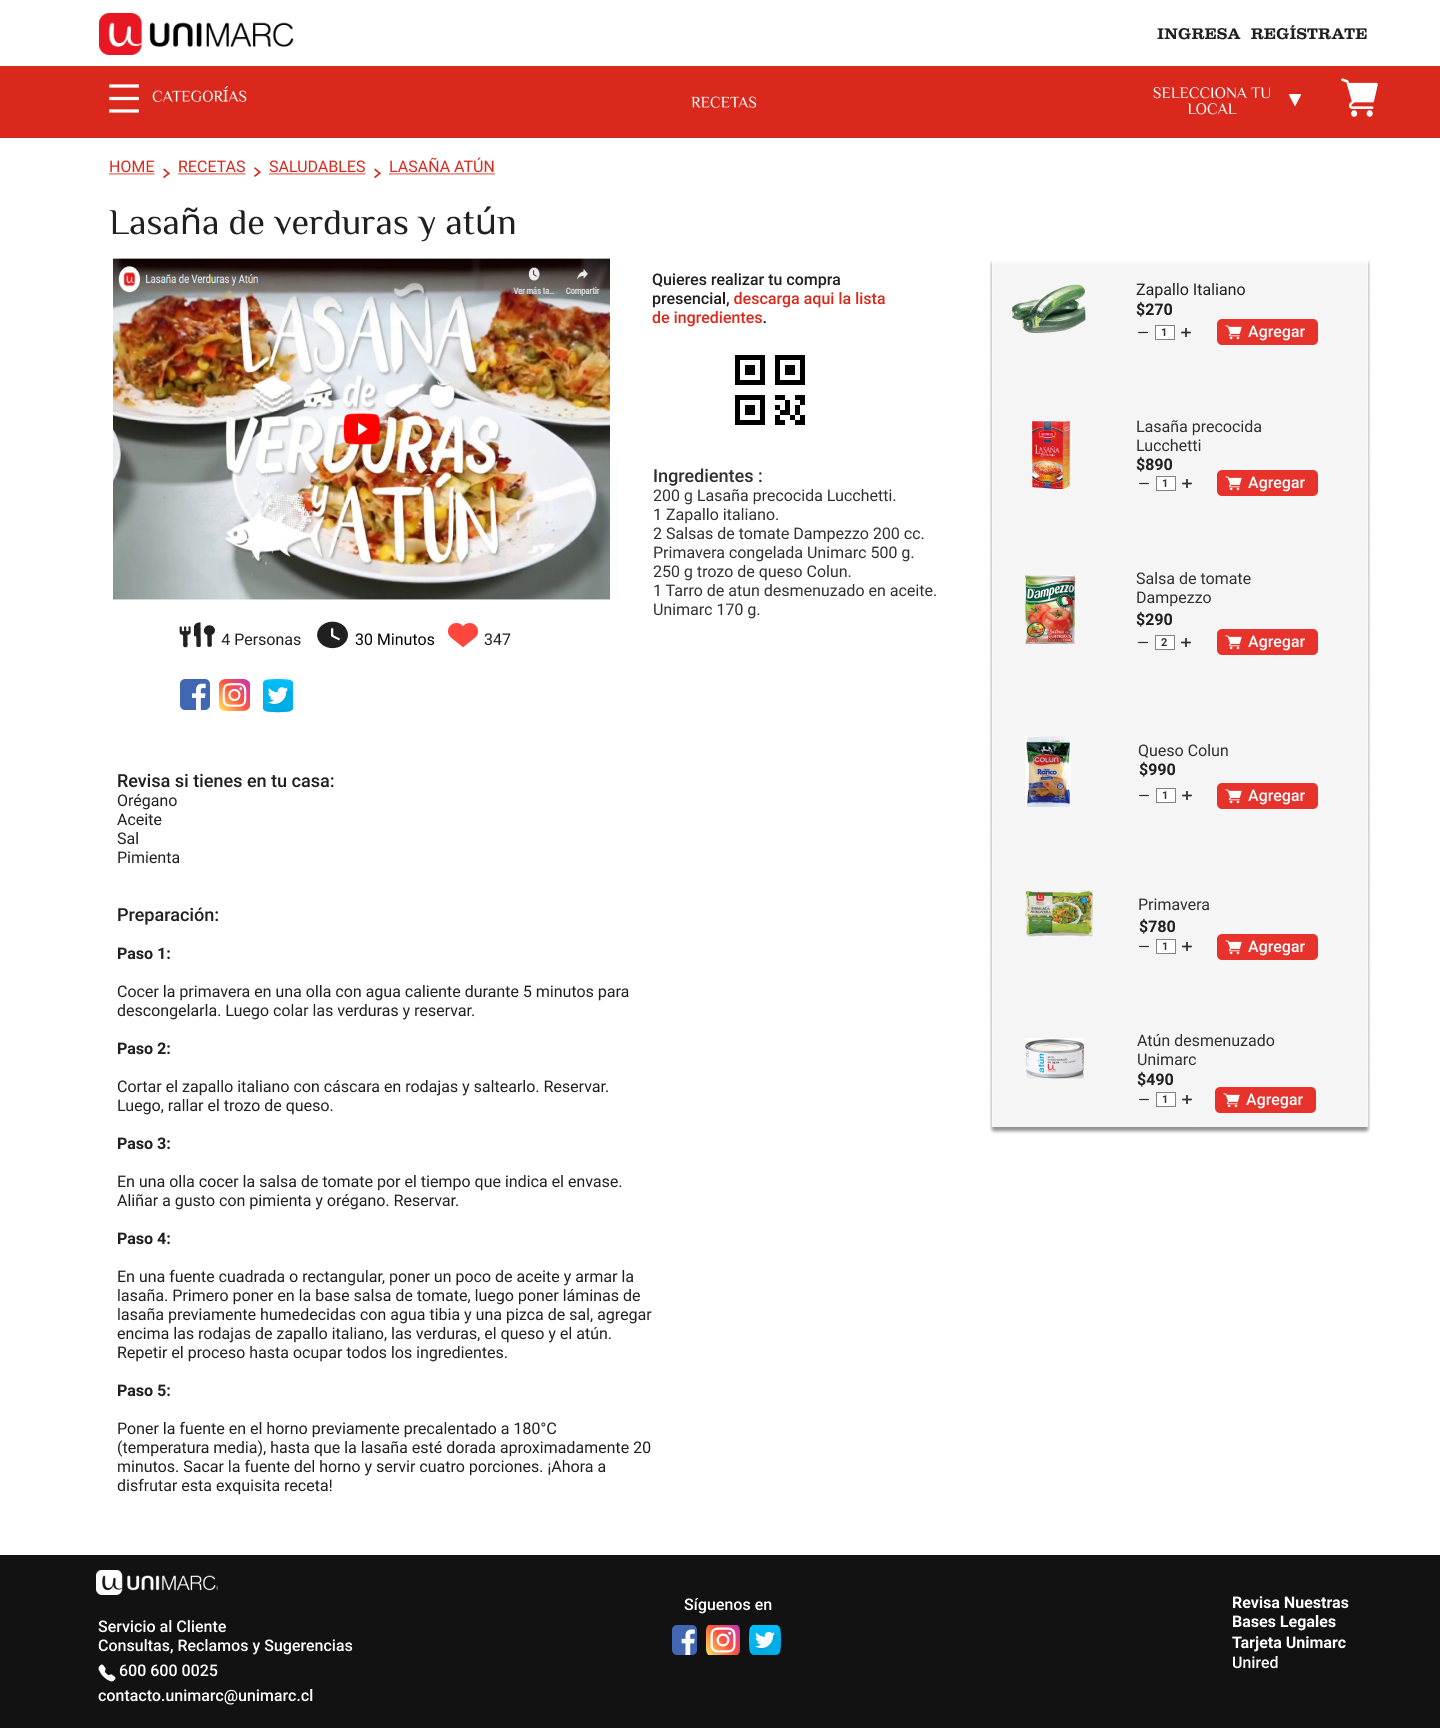 UNIMARC
INGRESA REGÍSTRATE
CATEGORÍAS
RECETAS
SELECCIONA TU
LOCAL
HOME > RECETAS > SALUDABLES > LASAÑA ATÚN
Lasaña de verduras y atún
Lasaña de Verduras y Atún
Ver más ta...
Compartir
LASAÑA
de
VERDURAS
y
ATÚN
4 Personas
30 Minutos
347
Quieres realizar tu compra
presencial, descarga aqui la lista
de ingredientes.
Ingredientes :
200 g Lasaña precocida Lucchetti.
1 Zapallo italiano.
2 Salsas de tomate Dampezzo 200 cc.
Primavera congelada Unimarc 500 g.
250 g trozo de queso Colun.
1 Tarro de atun desmenuzado en aceite.
Unimarc 170 g.
Zapallo Italiano
$270
− 1 +
Agregar
LASAÑA
Lasaña precocida
Lucchetti
$890
− 1 +
Agregar
Dampezzo
Salsa de tomate
Dampezzo
$290
− 2 +
Agregar
COLUN
Ranco
Queso Colun
$990
− 1 +
Agregar
Primavera
$780
− 1 +
Agregar
atún
Atún desmenuzado
Unimarc
$490
− 1 +
Agregar
Revisa si tienes en tu casa:
Orégano
Aceite
Sal
Pimienta
Preparación:
Paso 1:
Cocer la primavera en una olla con agua caliente durante 5 minutos para
descongelarla. Luego colar las verduras y reservar.
Paso 2:
Cortar el zapallo italiano con cáscara en rodajas y saltearlo. Reservar.
Luego, rallar el trozo de queso.
Paso 3:
En una olla cocer la salsa de tomate por el tiempo que indica el envase.
Aliñar a gusto con pimienta y orégano. Reservar.
Paso 4:
En una fuente cuadrada o rectangular, poner un poco de aceite y armar la
lasaña. Primero poner en la base salsa de tomate, luego poner láminas de
lasaña previamente humedecidas con agua tibia y una pizca de sal, agregar
encima las rodajas de zapallo italiano, las verduras, el queso y el atún.
Repetir el proceso hasta ocupar todos los ingredientes.
Paso 5:
Poner la fuente en el horno previamente precalentado a 180°C
(temperatura media), hasta que la lasaña esté dorada aproximadamente 20
minutos. Sacar la fuente del horno y servir cuatro porciones. ¡Ahora a
disfrutar esta exquisita receta!
UNIMARC
Servicio al Cliente
Consultas, Reclamos y Sugerencias
600 600 0025
contacto.unimarc@unimarc.cl
Síguenos en
Revisa Nuestras
Bases Legales
Tarjeta Unimarc
Unired